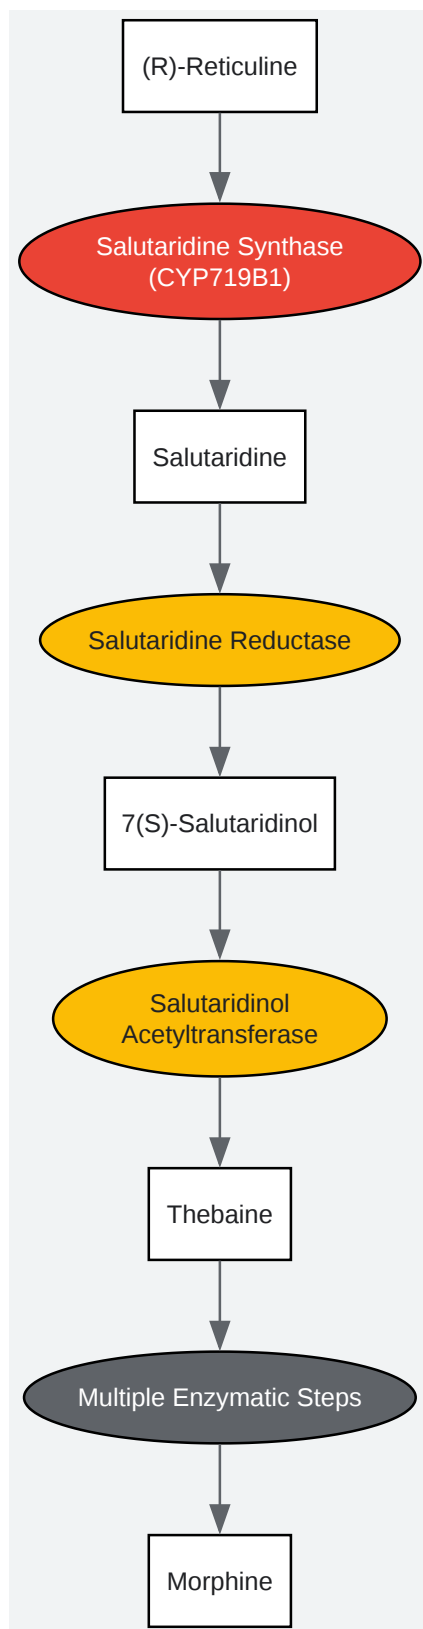 (R)-Reticuline
Salutaridine Synthase
(CYP719B1)
Salutaridine
Salutaridine Reductase
7(S)-Salutaridinol
Salutaridinol
Acetyltransferase
Thebaine
Multiple Enzymatic Steps
Morphine